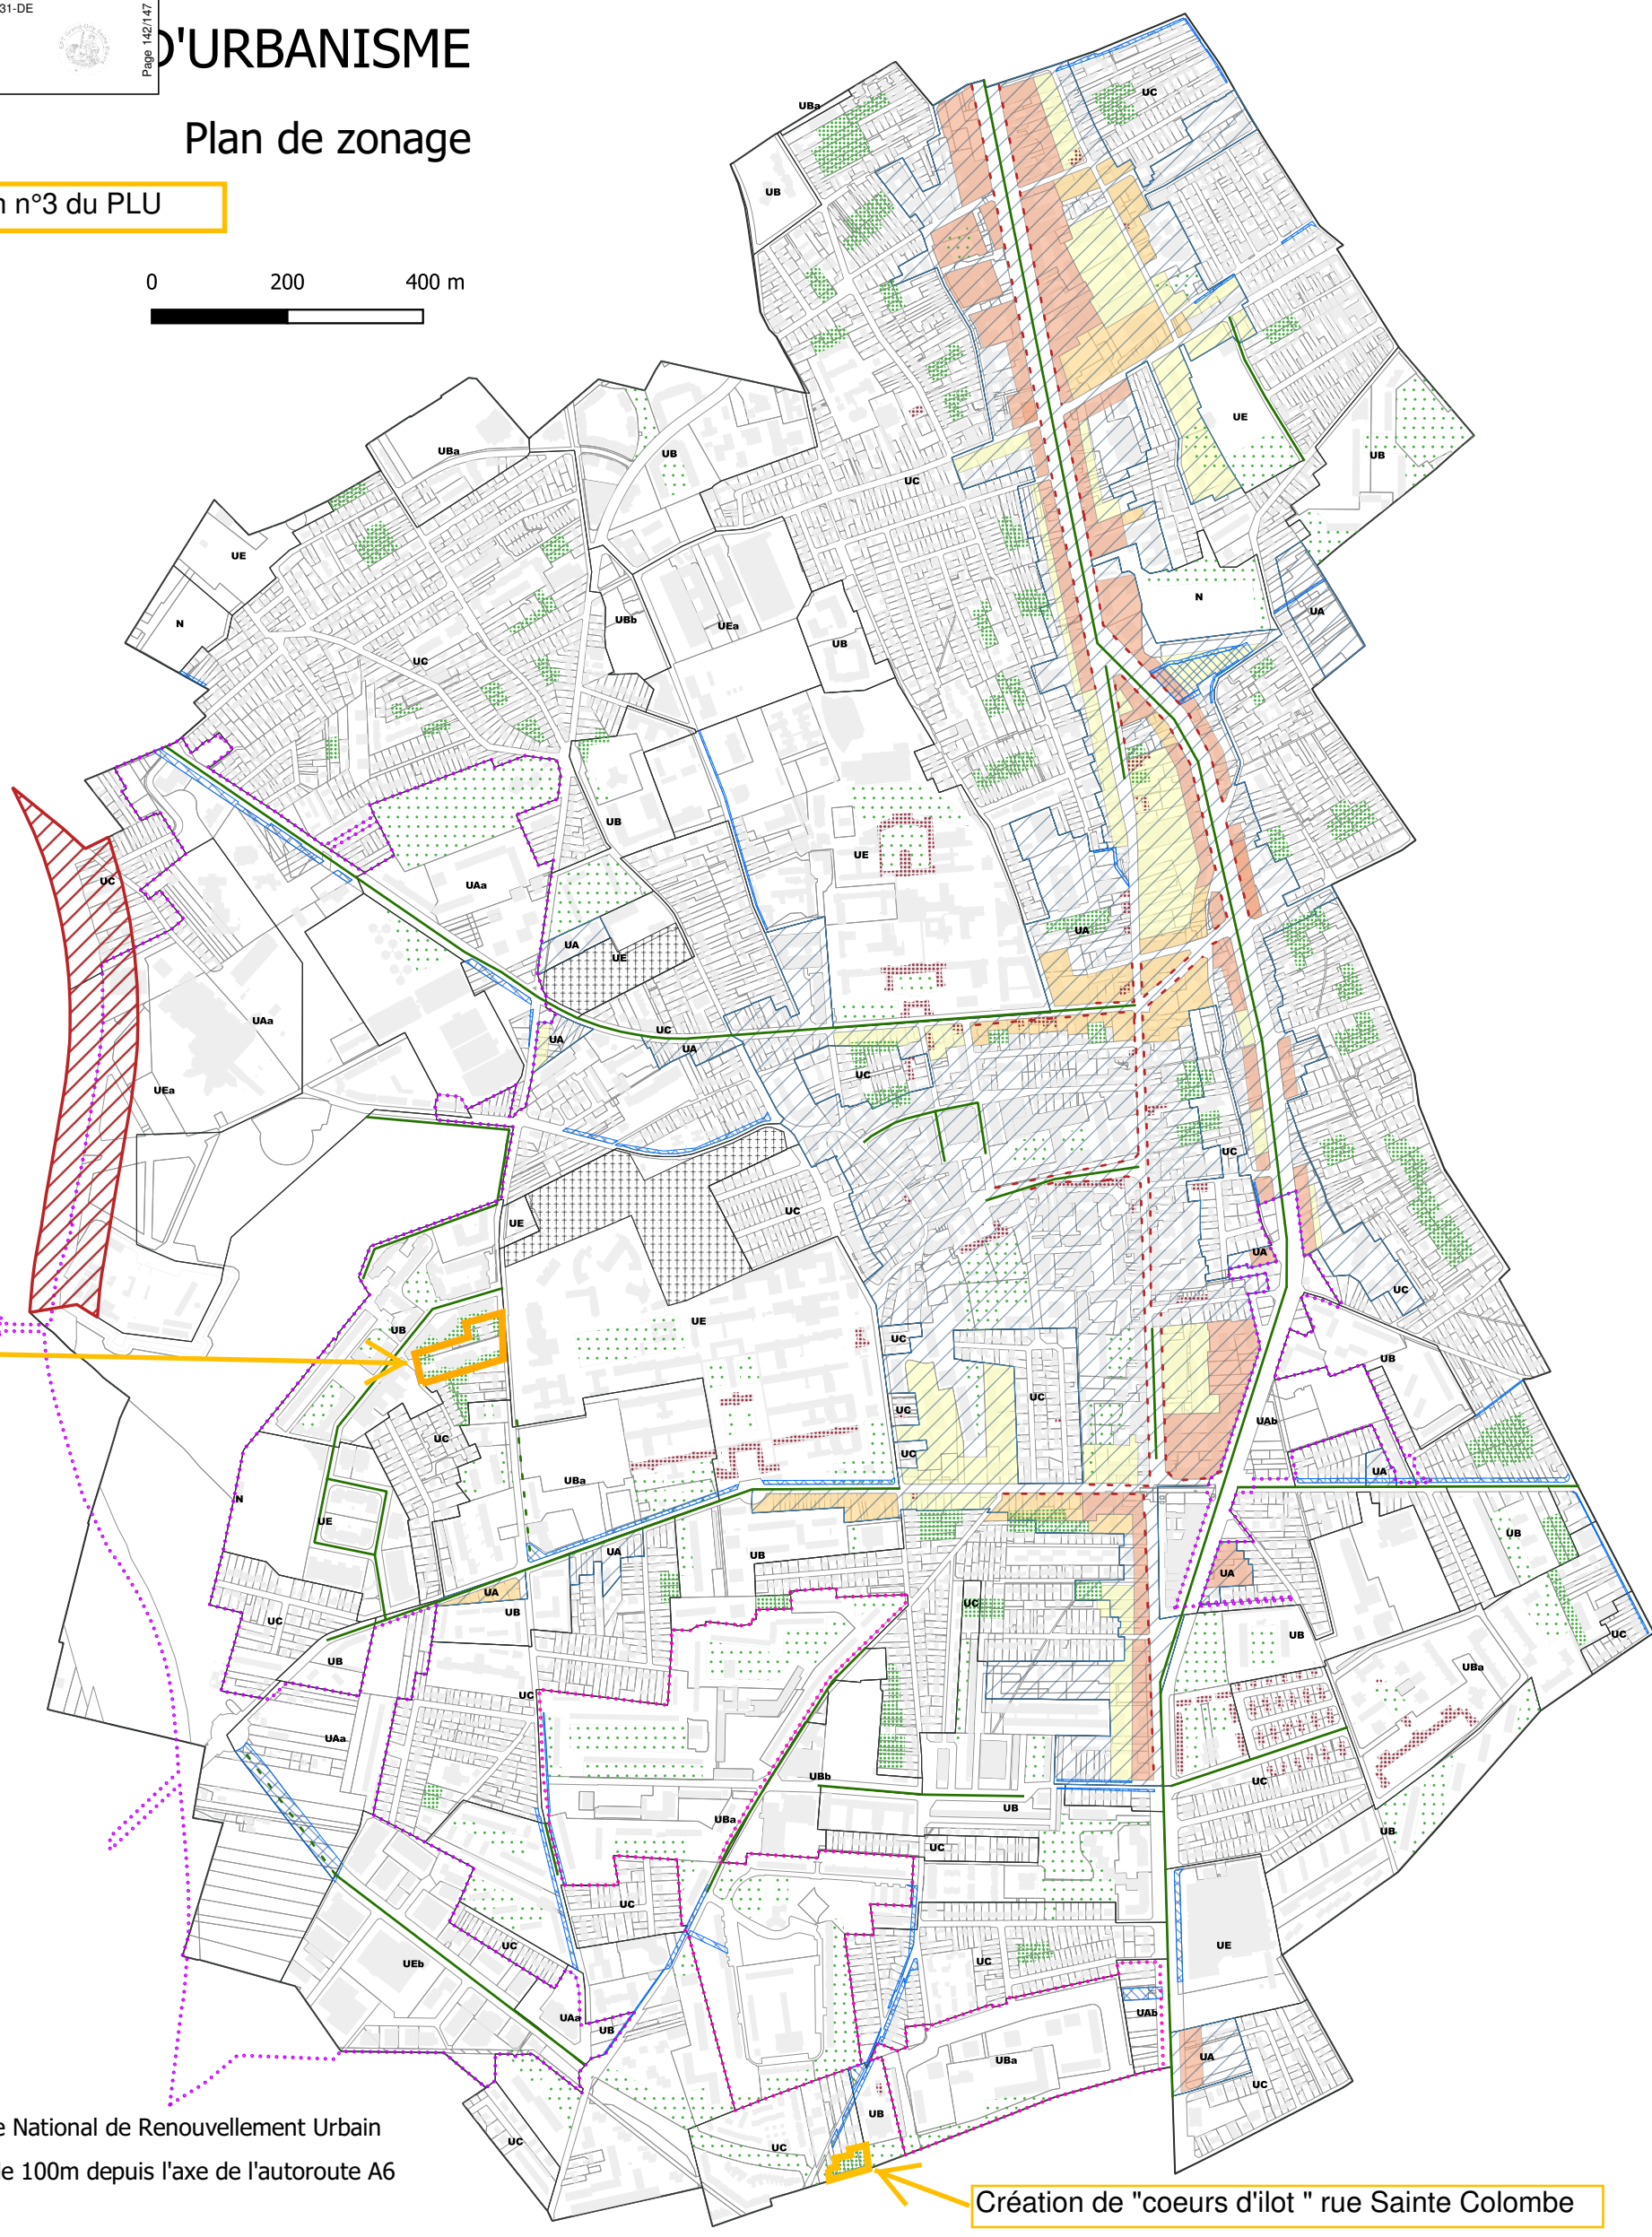 31-DE
Page 142/147
D'URBANISME
Plan de zonage
n°3 du PLU
0 200 400 m
UBa
UC
UB
UE
UB
UBa
UB
UC
UE
N
UC
UBb
UEa
UB
N
UA
UB
UC
UAa
UE
UA
UE
UA
UAa
UC
UA
UA
UC
UEa
UC
UE
UC
UA
UC
UB
UE
UC
UB
UC
UC
UAb
UC
UC
UBa
UA
N
UE
UB
UA
UB
UA
UA
UB
UC
UC
UB
UC
UB
UBa
UC
UAa
UBb
UC
UB
UBa
UB
UC
UC
UC
UC
UE
UEb
UAa
UB
UAb
UBa
UA
UC
UB
UC
UC
e National de Renouvellement Urbain
de 100m depuis l'axe de l'autoroute A6
Création de "coeurs d'ilot " rue Sainte Colombe